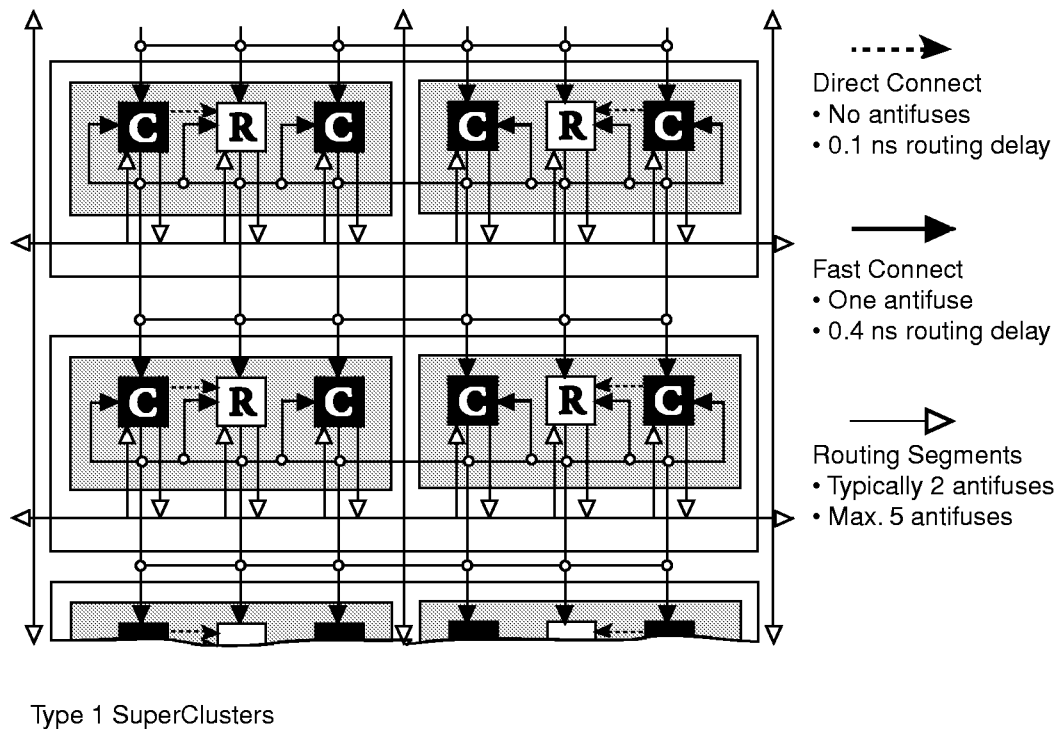 C R C C R C
C R C C R C
Direct Connect
• No antifuses
• 0.1 ns routing delay
Fast Connect
• One antifuse
• 0.4 ns routing delay
Routing Segments
• Typically 2 antifuses
• Max. 5 antifuses
Type 1 SuperClusters